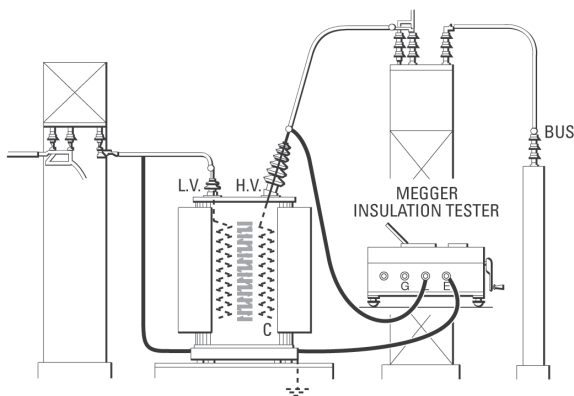 BUS
L.V.
H.V.
MEGGER
INSULATION TESTER
G
E
C